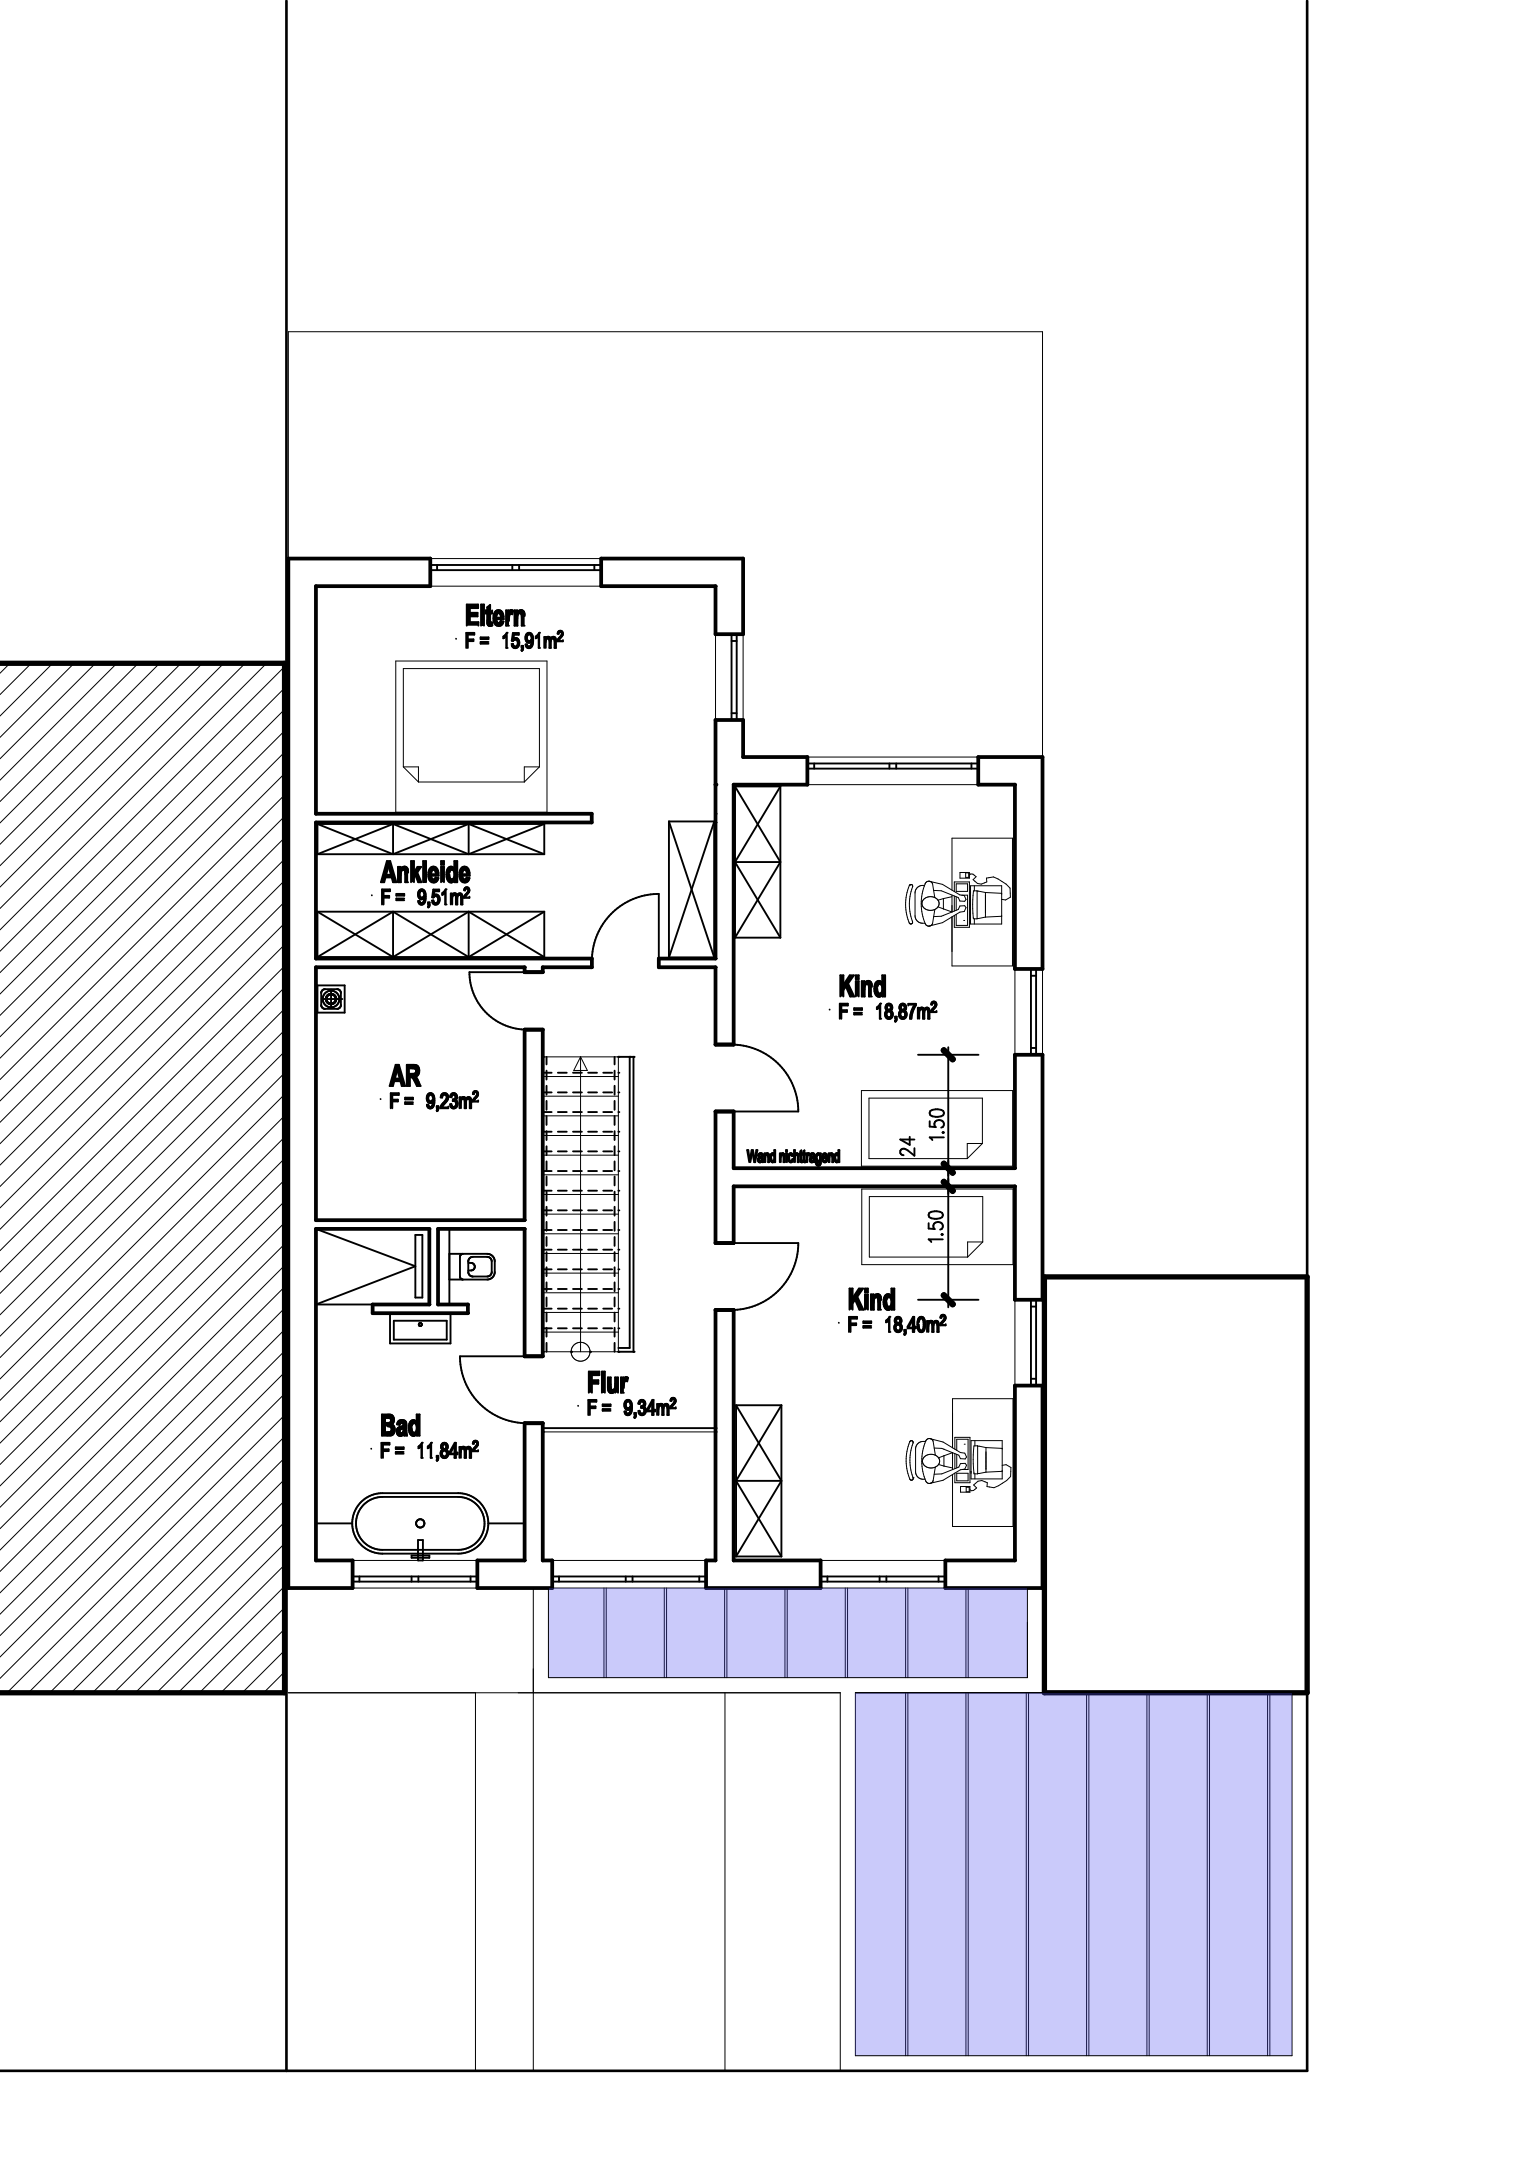 Eltern
F = 15,91m²
Ankleide
F = 9,51m²
Kind
F = 18,87m²
AR
F = 9,23m²
1.50
24
Wand nichttragend
1.50
Kind
F = 18,40m²
Flur
F = 9,34m²
Bad
F = 11,84m²